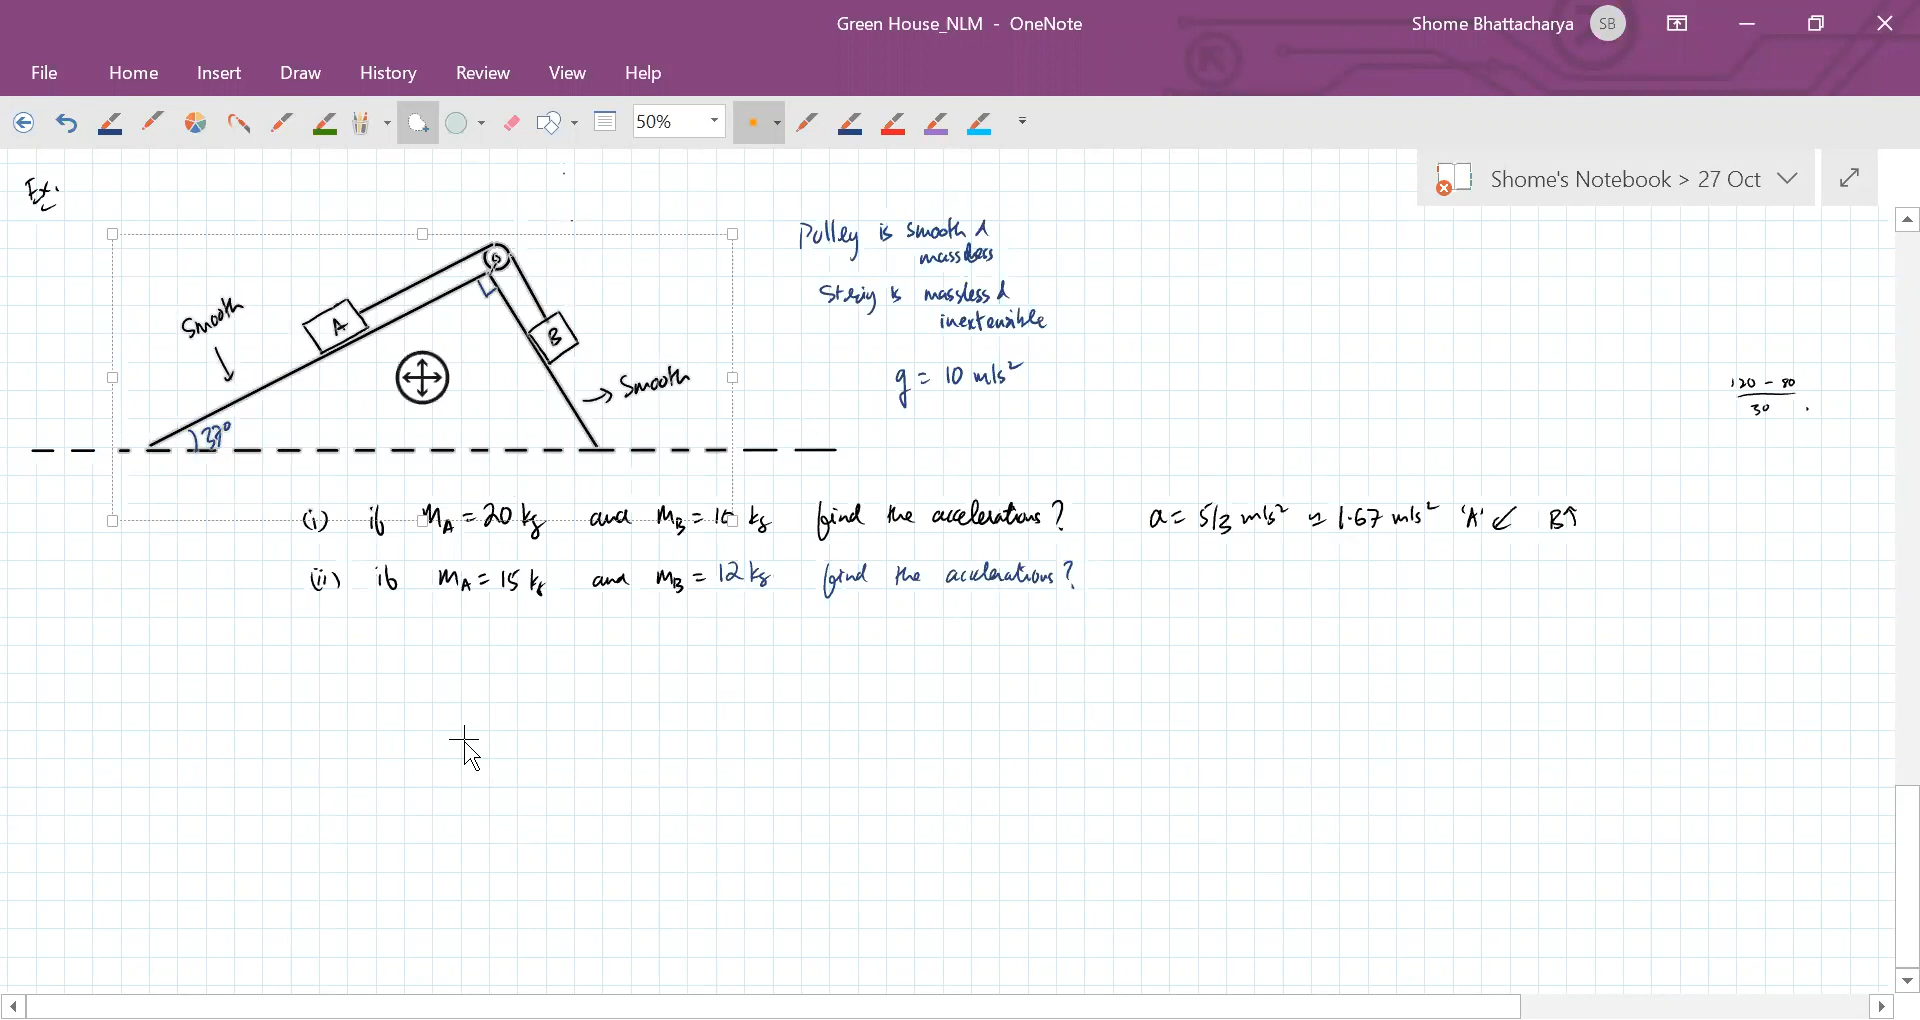 Green House_NLM - OneNote
Shome Bhattacharya SB
File Home Insert Draw History Review View Help
50%
Shome's Notebook > 27 Oct
Ex:
Pulley is smooth &
massless
String is massless &
inextensible
g = 10 m/s²
Smooth
A
B
Smooth
37°
120 - 80
30
(i) if mA = 20 kg and mB = 10 kg find the accelerations? a = 5/3 m/s² ≈ 1.67 m/s² 'A' ↙ B↑
(ii) if mA = 15 kg and mB = 12 kg find the accelerations?